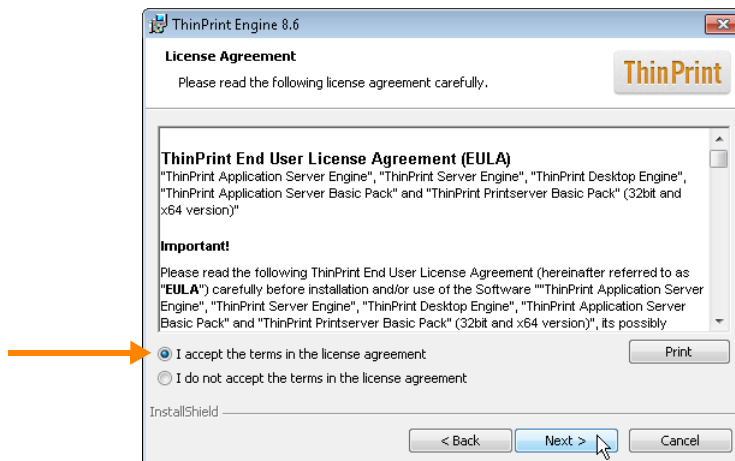 ThinPrint Engine 8.6
License Agreement
Please read the following license agreement carefully.
ThinPrint
ThinPrint End User License Agreement (EULA)
"ThinPrint Application Server Engine", "ThinPrint Server Engine", "ThinPrint Desktop Engine",
"ThinPrint Application Server Basic Pack" and "ThinPrint Printserver Basic Pack" (32bit and
x64 version)"
Important!
Please read the following ThinPrint End User License Agreement (hereinafter referred to as
"EULA") carefully before installation and/or use of the Software ""ThinPrint Application Server
Engine", "ThinPrint Server Engine", "ThinPrint Desktop Engine", "ThinPrint Application Server
Basic Pack" and "ThinPrint Printserver Basic Pack" (32bit and x64 version)", its possibly
I accept the terms in the license agreement
Print
I do not accept the terms in the license agreement
InstallShield
< Back
Next >
Cancel